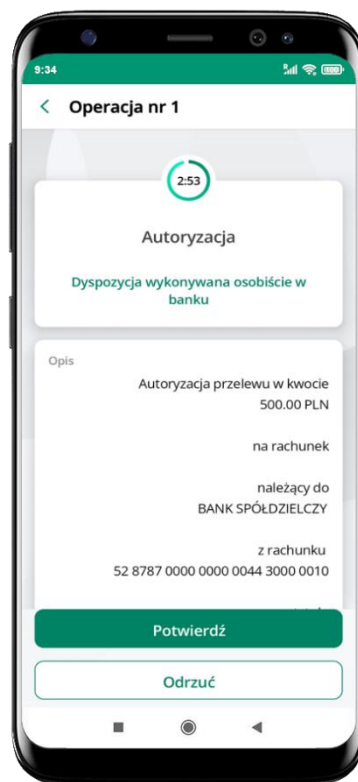 9:34
Operacja nr 1
2:53
Autoryzacja
Dyspozycja wykonywana osobiście w
banku
Opis
Autoryzacja przelewu w kwocie
500.00 PLN
na rachunek
należący do
BANK SPÓŁDZIELCZY
z rachunku
52 8787 0000 0000 0044 3000 0010
Potwierdź
Odrzuć